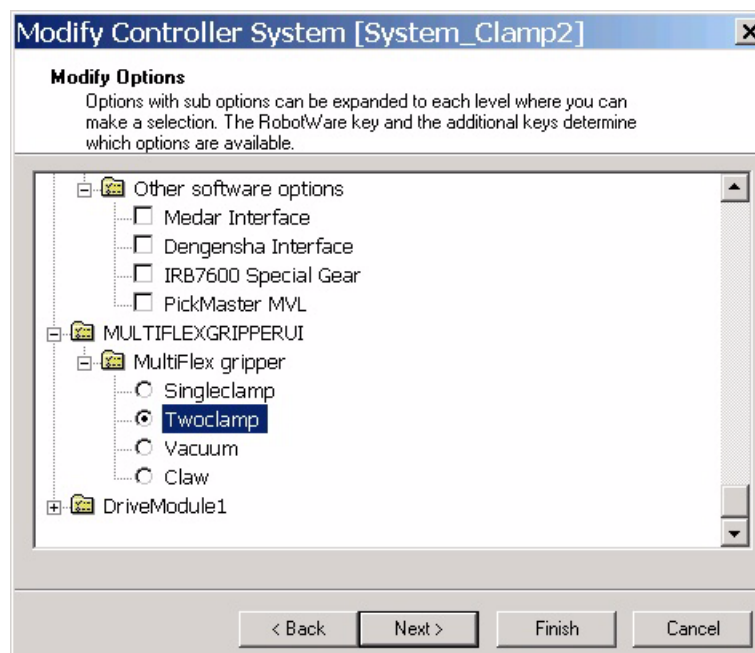 Modify Controller System [System_Clamp2]
Modify Options
Options with sub options can be expanded to each level where you can
make a selection. The RobotWare key and the additional keys determine
which options are available.
Other software options
Medar Interface
Dengensha Interface
IRB7600 Special Gear
PickMaster MVL
MULTIFLEXGRIPPERUI
MultiFlex gripper
Singleclamp
Twoclamp
Vacuum
Claw
DriveModule1
< Back Next > Finish Cancel